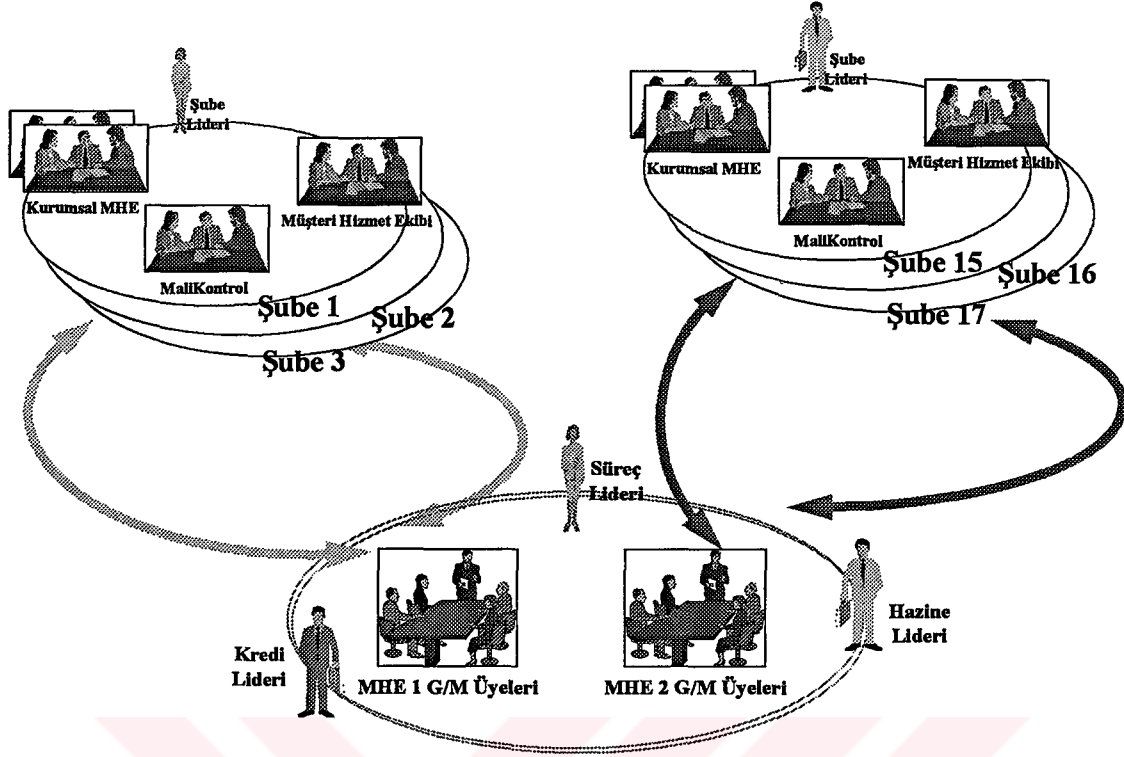 Şube
Lideri
Kurumsal MHE
Müşteri Hizmet Ekibi
MaliKontrol
Şube 1
Şube 2
Şube 3
Şube
Lideri
Kurumsal MHE
Müşteri Hizmet Ekibi
MaliKontrol
Şube 15
Şube 16
Şube 17
Süreç
Lideri
Kredi
Lideri
Hazine
Lideri
MHE 1 G/M Üyeleri
MHE 2 G/M Üyeleri